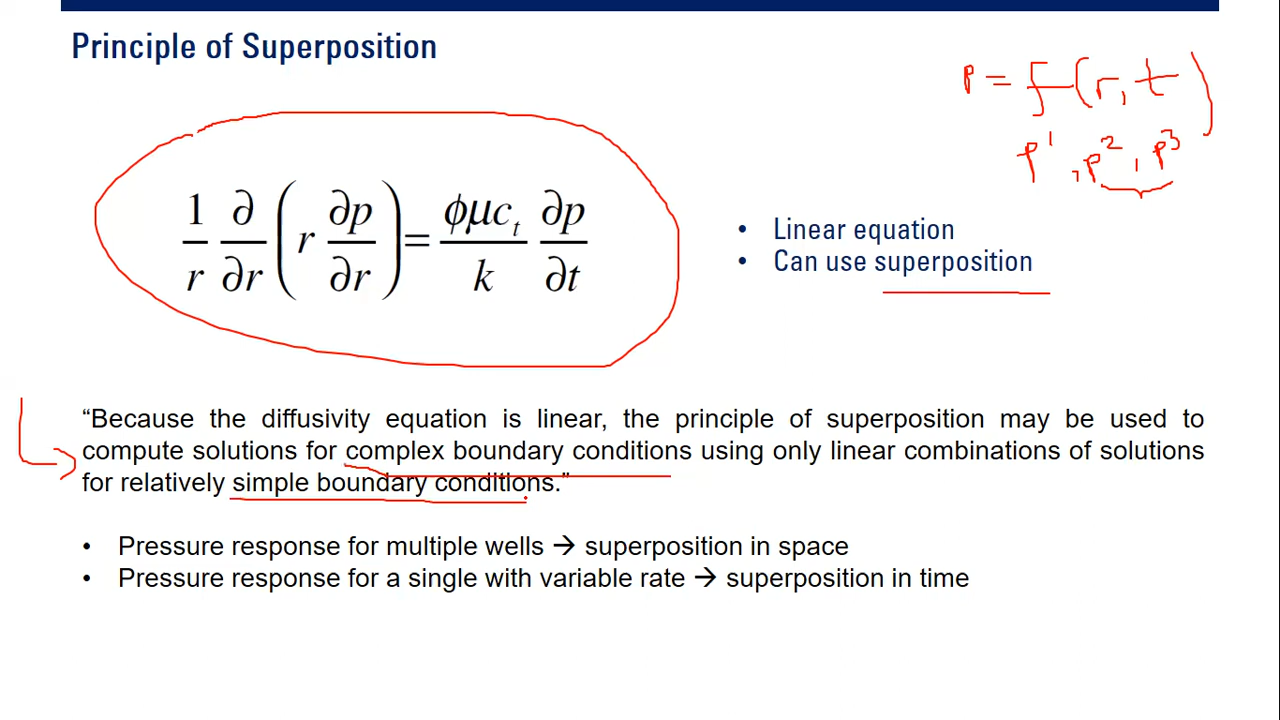 Principle of Superposition
p = f(r, t)
p¹, p², p³
1/r ∂/∂r (r ∂p/∂r) = ϕμc_t/k ∂p/∂t
• Linear equation
• Can use superposition
“Because the diffusivity equation is linear, the principle of superposition may be used to
compute solutions for complex boundary conditions using only linear combinations of solutions
for relatively simple boundary conditions.”
• Pressure response for multiple wells → superposition in space
• Pressure response for a single with variable rate → superposition in time